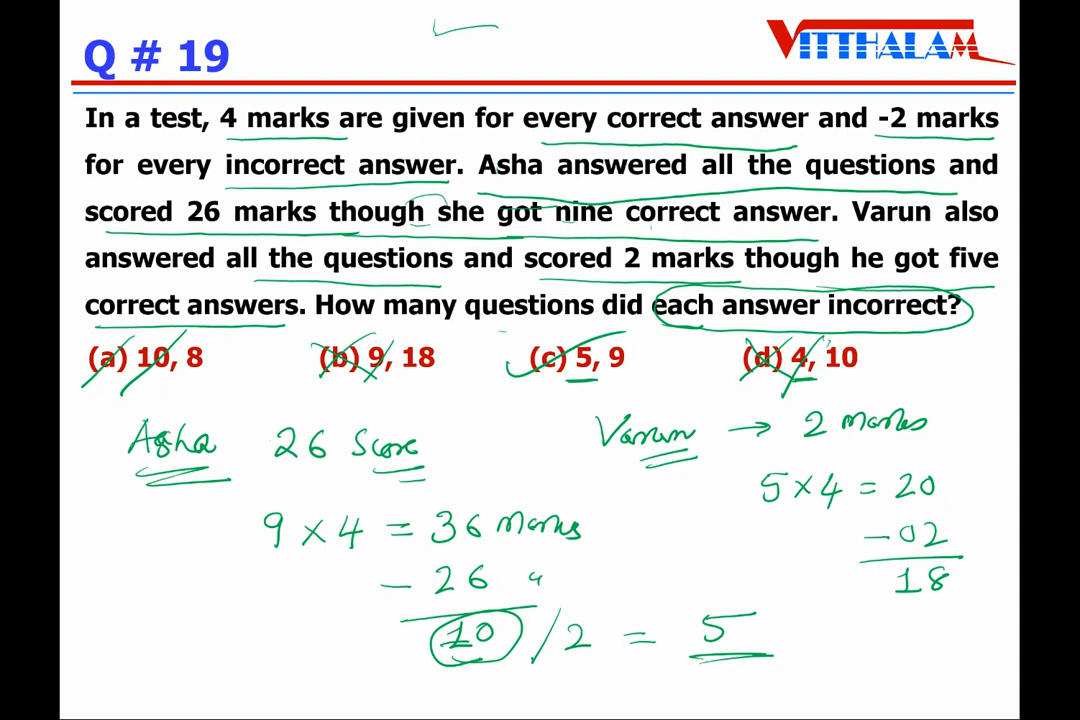 Q # 19
VITTHALAM
In a test, 4 marks are given for every correct answer and -2 marks
for every incorrect answer. Asha answered all the questions and
scored 26 marks though she got nine correct answer. Varun also
answered all the questions and scored 2 marks though he got five
correct answers. How many questions did each answer incorrect?
(a) 10, 8 (b) 9, 18 (c) 5, 9 (d) 4, 10
Asha 26 Score Varun → 2 marks
5 × 4 = 20
9 × 4 = 36 marks
- 02
- 26 "
18
10 / 2 = 5